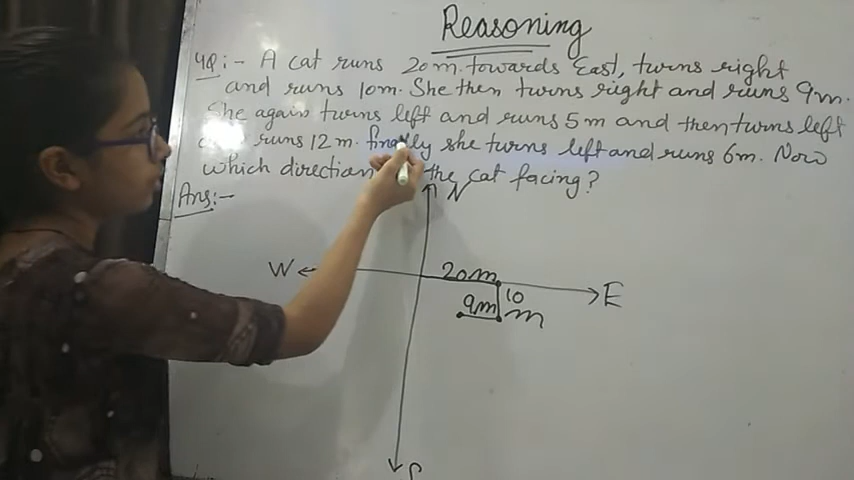 Reasoning
4Q:- A cat runs 20m towards East, turns right
and runs 10m. She then turns right and runs 9m.
She again turns left and runs 5m and then turns left
runs 12 m. finally she turns left and runs 6m. Now
which direction the cat facing?
Ans:-
N
W
20m
E
9m
10
m
S